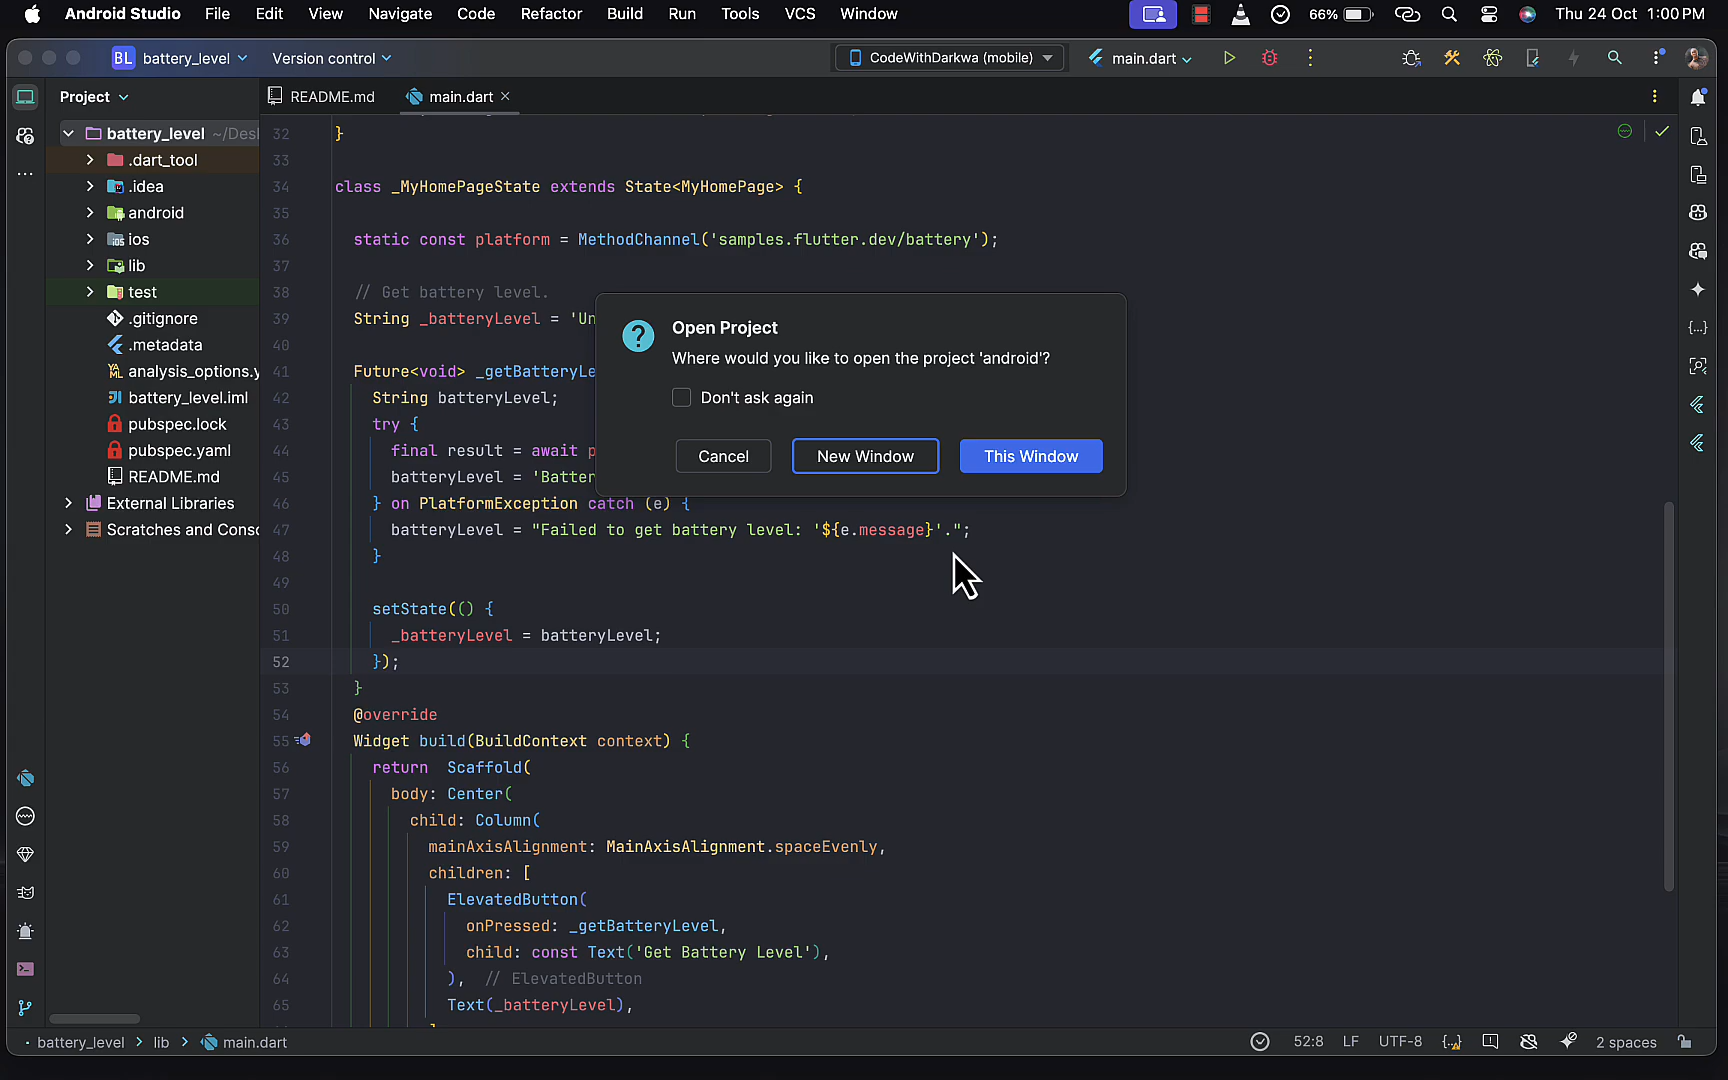 Android Studio File Edit View Navigate Code Refactor Build Run Tools VCS Window 66% Thu 24 Oct 1:00 PM
BL battery_level Version control CodeWithDarkwa (mobile) main.dart
Project README.md main.dart
battery_level ~/Des
.dart_tool
.idea
android
ios
lib
test
.gitignore
.metadata
analysis_options.y
battery_level.iml
pubspec.lock
pubspec.yaml
README.md
External Libraries
Scratches and Conso
32 }
33
34 class _MyHomePageState extends State<MyHomePage> {
35
36 static const platform = MethodChannel('samples.flutter.dev/battery');
37
38 // Get battery level.
39 String _batteryLevel = 'Un
40
41 Future<void> _getBatteryLe
42 String batteryLevel;
43 try {
44 final result = await p
45 batteryLevel = 'Batter
46 } on PlatformException catch (e) {
47 batteryLevel = "Failed to get battery level: '${e.message}'.";
48 }
49
50 setState(() {
51 _batteryLevel = batteryLevel;
52 });
53 }
54 @override
55 Widget build(BuildContext context) {
56 return Scaffold(
57 body: Center(
58 child: Column(
59 mainAxisAlignment: MainAxisAlignment.spaceEvenly,
60 children: [
61 ElevatedButton(
62 onPressed: _getBatteryLevel,
63 child: const Text('Get Battery Level'),
64 ), // ElevatedButton
65 Text(_batteryLevel),
Open Project
Where would you like to open the project 'android'?
Don't ask again
Cancel New Window This Window
battery_level > lib > main.dart 52:8 LF UTF-8 2 spaces